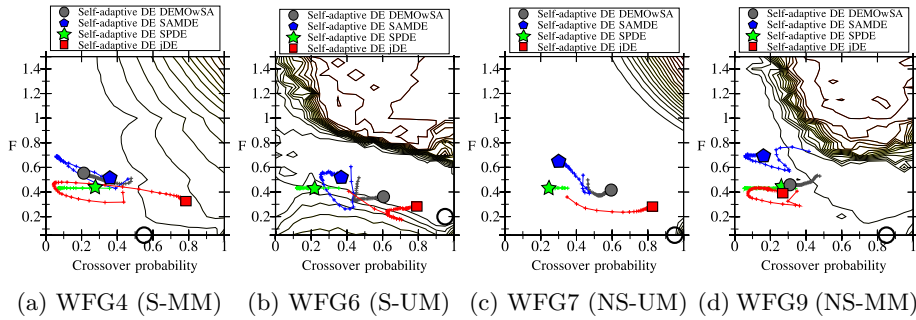 Self-adaptive DE DEMOwSA
Self-adaptive DE SAMDE
Self-adaptive DE SPDE
Self-adaptive DE jDE
1.4
1.2
1
F 0.8
0.6
0.4
0.2
0 0.2 0.4 0.6 0.8 1
Crossover probability
(a) WFG4 (S-MM)
Self-adaptive DE DEMOwSA
Self-adaptive DE SAMDE
Self-adaptive DE SPDE
Self-adaptive DE jDE
1.4
1.2
1
F 0.8
0.6
0.4
0.2
0 0.2 0.4 0.6 0.8 1
Crossover probability
(b) WFG6 (S-UM)
Self-adaptive DE DEMOwSA
Self-adaptive DE SAMDE
Self-adaptive DE SPDE
Self-adaptive DE jDE
1.4
1.2
1
F 0.8
0.6
0.4
0.2
0 0.2 0.4 0.6 0.8 1
Crossover probability
(c) WFG7 (NS-UM)
Self-adaptive DE DEMOwSA
Self-adaptive DE SAMDE
Self-adaptive DE SPDE
Self-adaptive DE jDE
1.4
1.2
1
F 0.8
0.6
0.4
0.2
0 0.2 0.4 0.6 0.8 1
Crossover probability
(d) WFG9 (NS-MM)